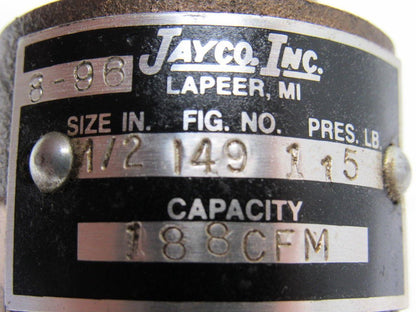 8-96 JAYCO, INC.
LAPEER, MI
SIZE IN. FIG. NO. PRES. LB.
1/2 149 115
CAPACITY
188CFM